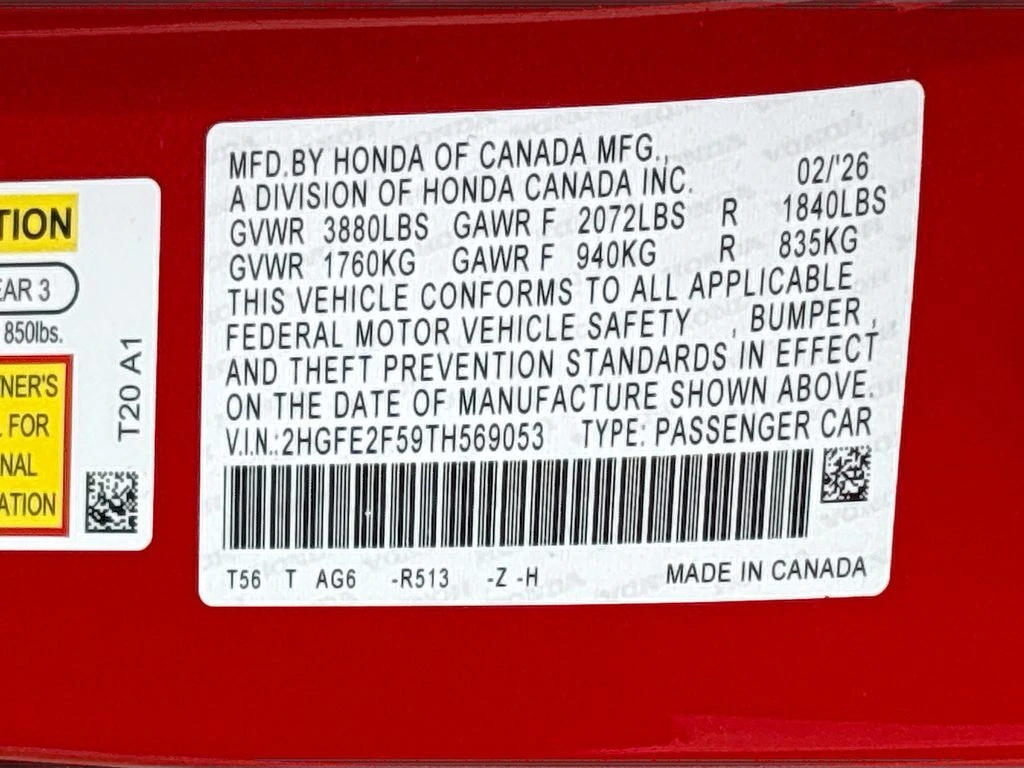 TION
EAR 3
850lbs.
WNER'S
FOR
NAL
ATION
T20 A1
MFD.BY HONDA OF CANADA MFG.,
A DIVISION OF HONDA CANADA INC. 02/'26
GVWR 3880LBS GAWR F 2072LBS R 1840LBS
GVWR 1760KG GAWR F 940KG R 835KG
THIS VEHICLE CONFORMS TO ALL APPLICABLE
FEDERAL MOTOR VEHICLE SAFETY , BUMPER ,
AND THEFT PREVENTION STANDARDS IN EFFECT
ON THE DATE OF MANUFACTURE SHOWN ABOVE.
V.I.N.:2HGFE2F59TH569053 TYPE: PASSENGER CAR
T56 T AG6 -R513 -Z -H MADE IN CANADA